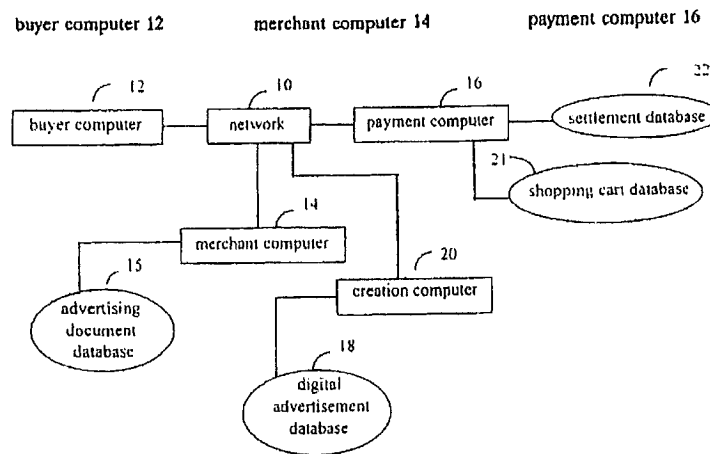 buyer computer 12 merchant computer 14 payment computer 16
12 10 16 22
buyer computer network payment computer settlement database
21
shopping cart database
14
merchant computer
15 20
advertising document database creation computer
18
digital advertisement database